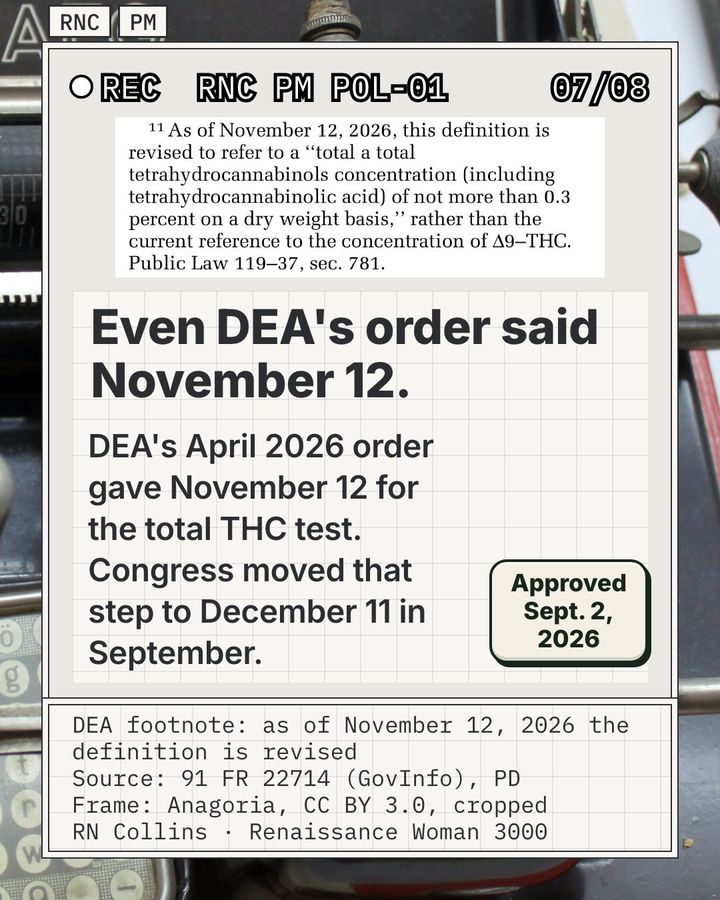 RNC PM
REC RNC PM POL-01 07/08
¹¹ As of November 12, 2026, this definition is
revised to refer to a ‘‘total a total
tetrahydrocannabinols concentration (including
tetrahydrocannabinolic acid) of not more than 0.3
percent on a dry weight basis,’’ rather than the
current reference to the concentration of Δ9–THC.
Public Law 119–37, sec. 781.
Even DEA's order said
November 12.
DEA's April 2026 order
gave November 12 for
the total THC test.
Congress moved that
step to December 11 in
September.
Approved
Sept. 2,
2026
DEA footnote: as of November 12, 2026 the
definition is revised
Source: 91 FR 22714 (GovInfo), PD
Frame: Anagoria, CC BY 3.0, cropped
RN Collins · Renaissance Woman 3000
30
ö
g
t
r
w